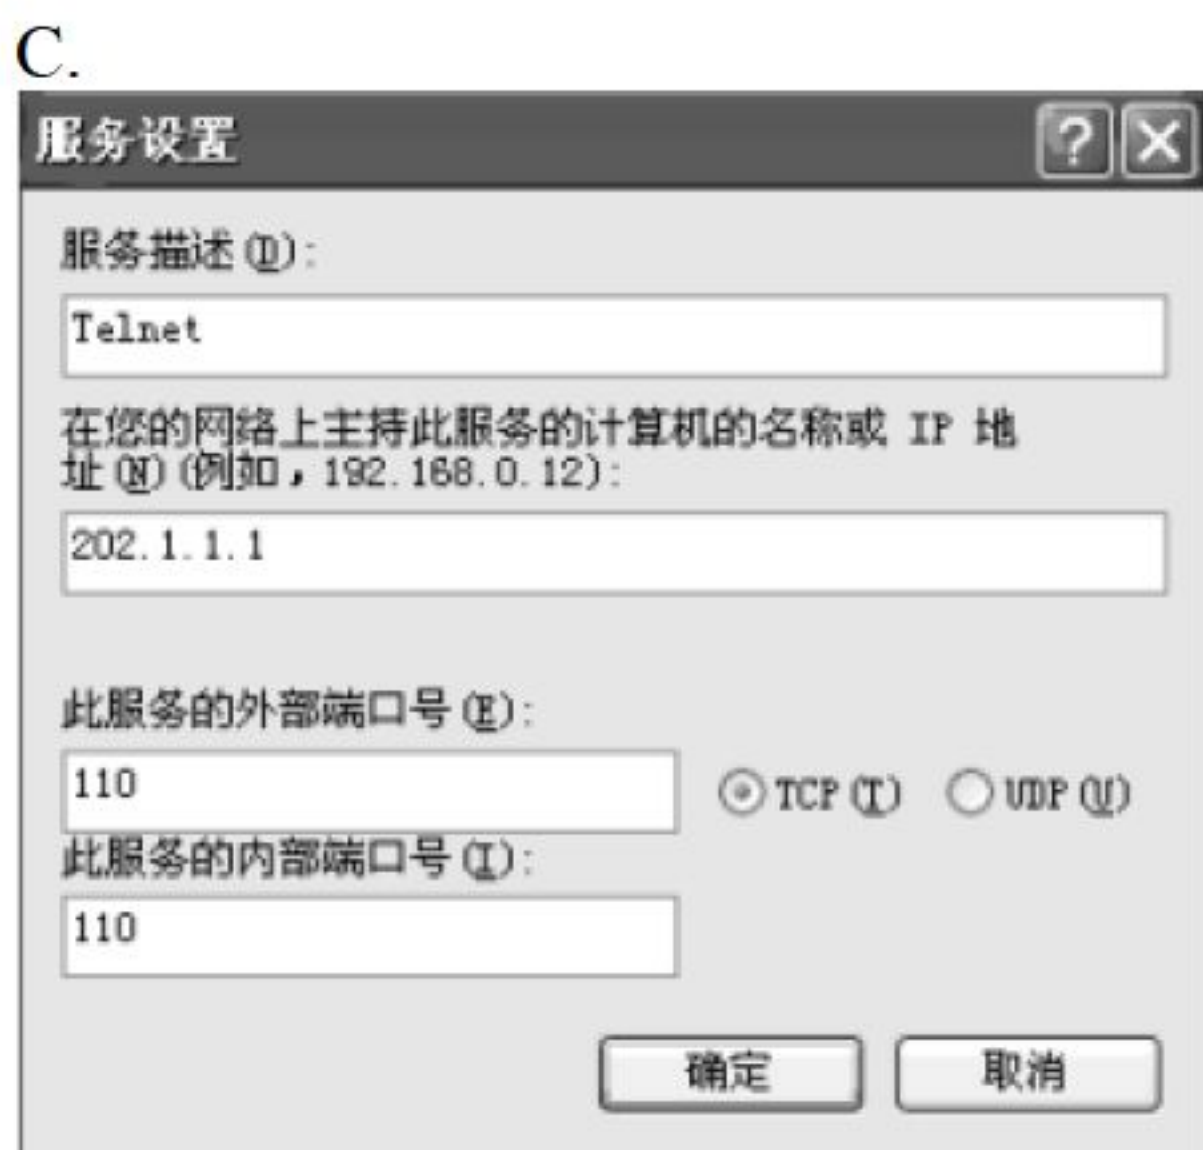 C.
服务设置
服务描述(D):
Telnet
在您的网络上主持此服务的计算机的名称或 IP 地
址(N)(例如，192.168.0.12):
202.1.1.1
此服务的外部端口号(E):
110
TCP(T) UDP(U)
此服务的内部端口号(I):
110
确定 取消